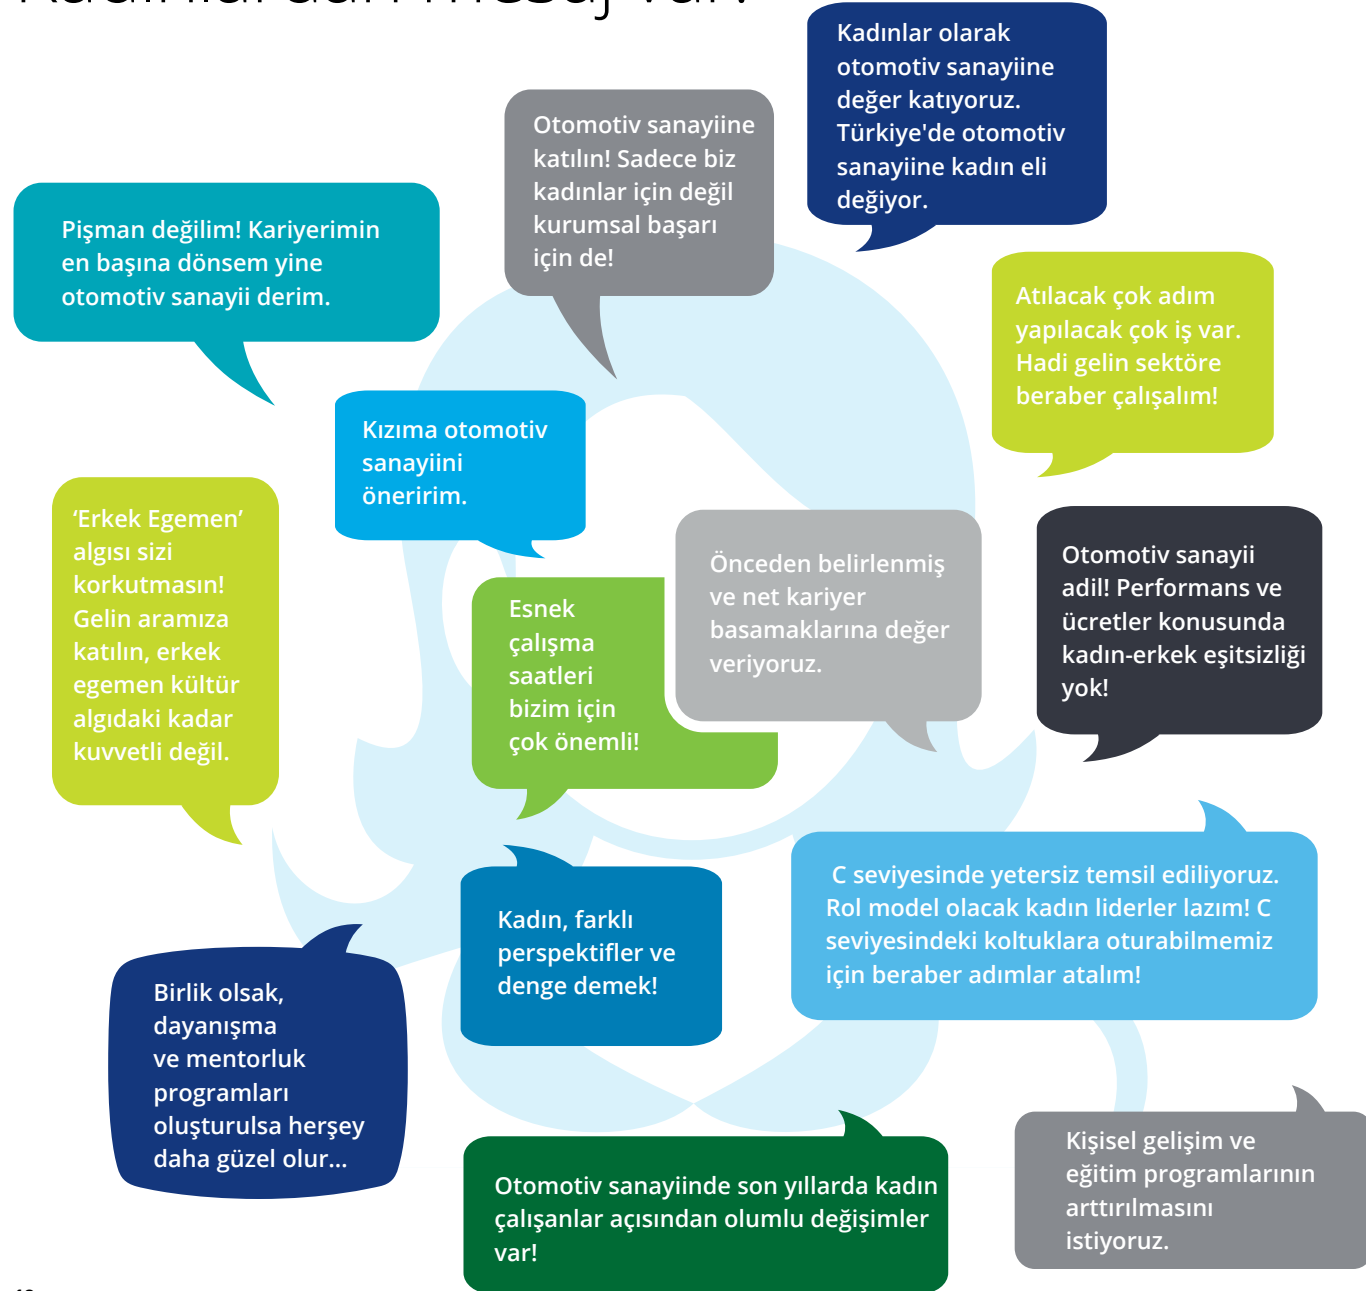 Kadınlardan mesaj var!
Kadınlar olarak
otomotiv sanayiine
değer katıyoruz.
Türkiye'de otomotiv
sanayiine kadın eli
değiyor.
Otomotiv sanayiine
katılın! Sadece biz
kadınlar için değil
kurumsal başarı
için de!
Pişman değilim! Kariyerimin
en başına dönsem yine
otomotiv sanayii derim.
Atılacak çok adım
yapılacak çok iş var.
Hadi gelin sektöre
beraber çalışalım!
Kızıma otomotiv
sanayiini
öneririm.
‘Erkek Egemen’
algısı sizi
korkutmasın!
Gelin aramıza
katılın, erkek
egemen kültür
algıdaki kadar
kuvvetli değil.
Esnek
çalışma
saatleri
bizim için
çok önemli!
Önceden belirlenmiş
ve net kariyer
basamaklarına değer
veriyoruz.
Otomotiv sanayii
adil! Performans ve
ücretler konusunda
kadın-erkek eşitsizliği
yok!
C seviyesinde yetersiz temsil ediliyoruz.
Rol model olacak kadın liderler lazım! C
seviyesindeki koltuklara oturabilmemiz
için beraber adımlar atalım!
Kadın, farklı
perspektifler ve
denge demek!
Birlik olsak,
dayanışma
ve mentorluk
programları
oluşturulsa herşey
daha güzel olur...
Otomotiv sanayiinde son yıllarda kadın
çalışanlar açısından olumlu değişimler
var!
Kişisel gelişim ve
eğitim programlarının
arttırılmasını
istiyoruz.